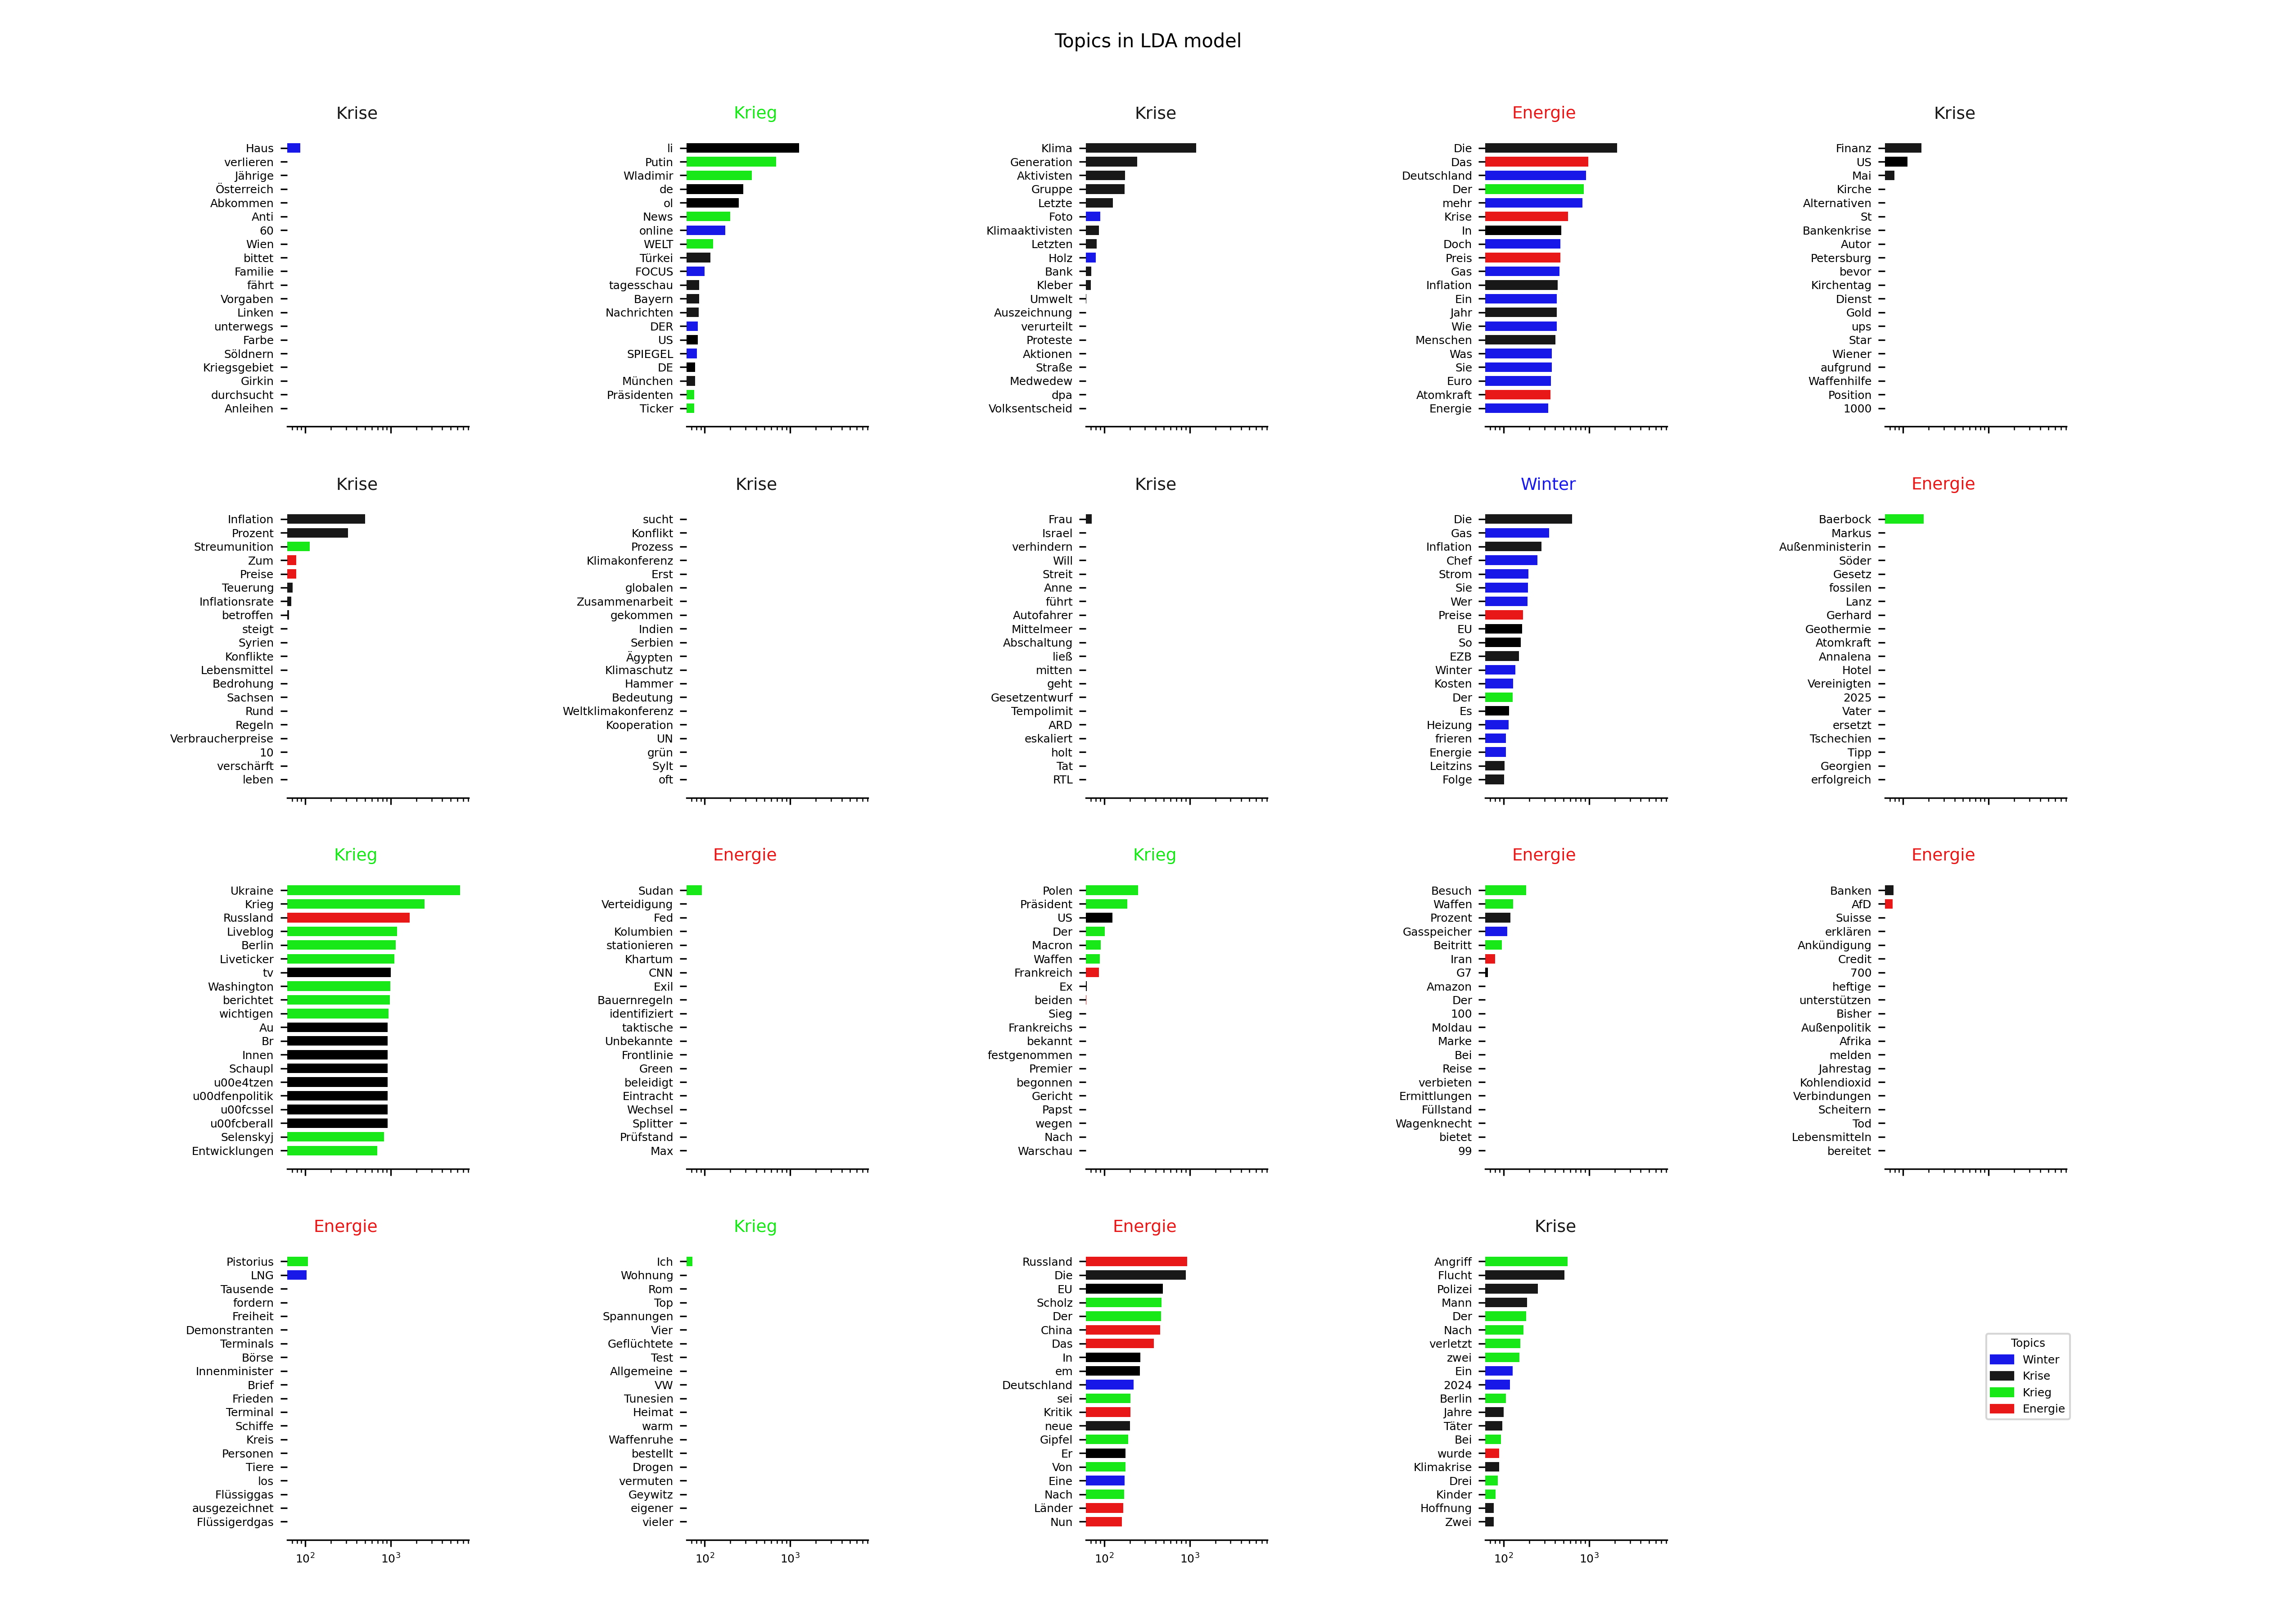 Topics in LDA model
Krise
Haus
verlieren
Jährige
Österreich
Abkommen
Anti
60
Wien
bittet
Familie
fährt
Vorgaben
Linken
unterwegs
Farbe
Söldnern
Kriegsgebiet
Girkin
durchsucht
Anleihen
Krieg
li
Putin
Wladimir
de
ol
News
online
WELT
Türkei
FOCUS
tagesschau
Bayern
Nachrichten
DER
US
SPIEGEL
DE
München
Präsidenten
Ticker
Krise
Klima
Generation
Aktivisten
Gruppe
Letzte
Foto
Klimaaktivisten
Letzten
Holz
Bank
Kleber
Umwelt
Auszeichnung
verurteilt
Proteste
Aktionen
Straße
Medwedew
dpa
Volksentscheid
Energie
Die
Das
Deutschland
Der
mehr
Krise
In
Doch
Preis
Gas
Inflation
Ein
Jahr
Wie
Menschen
Was
Sie
Euro
Atomkraft
Energie
Krise
Finanz
US
Mai
Kirche
Alternativen
St
Bankenkrise
Autor
Petersburg
bevor
Kirchentag
Dienst
Gold
ups
Star
Wiener
aufgrund
Waffenhilfe
Position
1000
Krise
Inflation
Prozent
Streumunition
Zum
Preise
Teuerung
Inflationsrate
betroffen
steigt
Syrien
Konflikte
Lebensmittel
Bedrohung
Sachsen
Rund
Regeln
Verbraucherpreise
10
verschärft
leben
Krise
sucht
Konflikt
Prozess
Klimakonferenz
Erst
globalen
Zusammenarbeit
gekommen
Indien
Serbien
Ägypten
Klimaschutz
Hammer
Bedeutung
Weltklimakonferenz
Kooperation
UN
grün
Sylt
oft
Krise
Frau
Israel
verhindern
Will
Streit
Anne
führt
Autofahrer
Mittelmeer
Abschaltung
ließ
mitten
geht
Gesetzentwurf
Tempolimit
ARD
eskaliert
holt
Tat
RTL
Winter
Die
Gas
Inflation
Chef
Strom
Sie
Wer
Preise
EU
So
EZB
Winter
Kosten
Der
Es
Heizung
frieren
Energie
Leitzins
Folge
Energie
Baerbock
Markus
Außenministerin
Söder
Gesetz
fossilen
Lanz
Gerhard
Geothermie
Atomkraft
Annalena
Hotel
Vereinigten
2025
Vater
ersetzt
Tschechien
Tipp
Georgien
erfolgreich
Krieg
Ukraine
Krieg
Russland
Liveblog
Berlin
Liveticker
tv
Washington
berichtet
wichtigen
Au
Br
Innen
Schaupl
u00e4tzen
u00dfenpolitik
u00fcssel
u00fcberall
Selenskyj
Entwicklungen
Energie
Sudan
Verteidigung
Fed
Kolumbien
stationieren
Khartum
CNN
Exil
Bauernregeln
identifiziert
taktische
Unbekannte
Frontlinie
Green
beleidigt
Eintracht
Wechsel
Splitter
Prüfstand
Max
Krieg
Polen
Präsident
US
Der
Macron
Waffen
Frankreich
Ex
beiden
Sieg
Frankreichs
bekannt
festgenommen
Premier
begonnen
Gericht
Papst
wegen
Nach
Warschau
Energie
Besuch
Waffen
Prozent
Gasspeicher
Beitritt
Iran
G7
Amazon
Der
100
Moldau
Marke
Bei
Reise
verbieten
Ermittlungen
Füllstand
Wagenknecht
bietet
99
Energie
Banken
AfD
Suisse
erklären
Ankündigung
Credit
700
heftige
unterstützen
Bisher
Außenpolitik
Afrika
melden
Jahrestag
Kohlendioxid
Verbindungen
Scheitern
Tod
Lebensmitteln
bereitet
Energie
Pistorius
LNG
Tausende
fordern
Freiheit
Demonstranten
Terminals
Börse
Innenminister
Brief
Frieden
Terminal
Schiffe
Kreis
Personen
Tiere
los
Flüssiggas
ausgezeichnet
Flüssigerdgas
10² 10³
Krieg
Ich
Wohnung
Rom
Top
Spannungen
Vier
Geflüchtete
Test
Allgemeine
VW
Tunesien
Heimat
warm
Waffenruhe
bestellt
Drogen
vermuten
Geywitz
eigener
vieler
10² 10³
Energie
Russland
Die
EU
Scholz
Der
China
Das
In
em
Deutschland
sei
Kritik
neue
Gipfel
Er
Von
Eine
Nach
Länder
Nun
10² 10³
Krise
Angriff
Flucht
Polizei
Mann
Der
Nach
verletzt
zwei
Ein
2024
Berlin
Jahre
Täter
Bei
wurde
Klimakrise
Drei
Kinder
Hoffnung
Zwei
10² 10³
Topics
Winter
Krise
Krieg
Energie